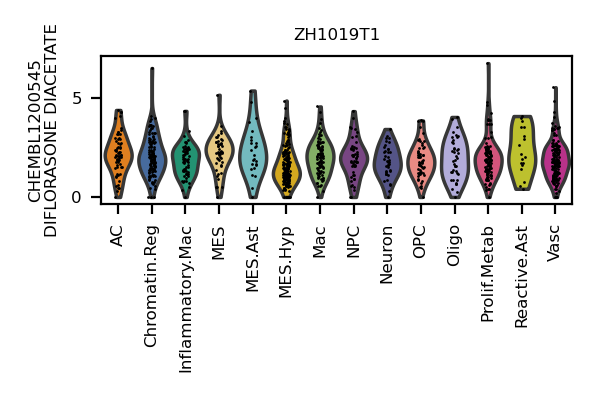 ZH1019T1
CHEMBL1200545
DIFLORASONE DIACETATE
5
0
AC
Chromatin.Reg
Inflammatory.Mac
MES
MES.Ast
MES.Hyp
Mac
NPC
Neuron
OPC
Oligo
Prolif.Metab
Reactive.Ast
Vasc